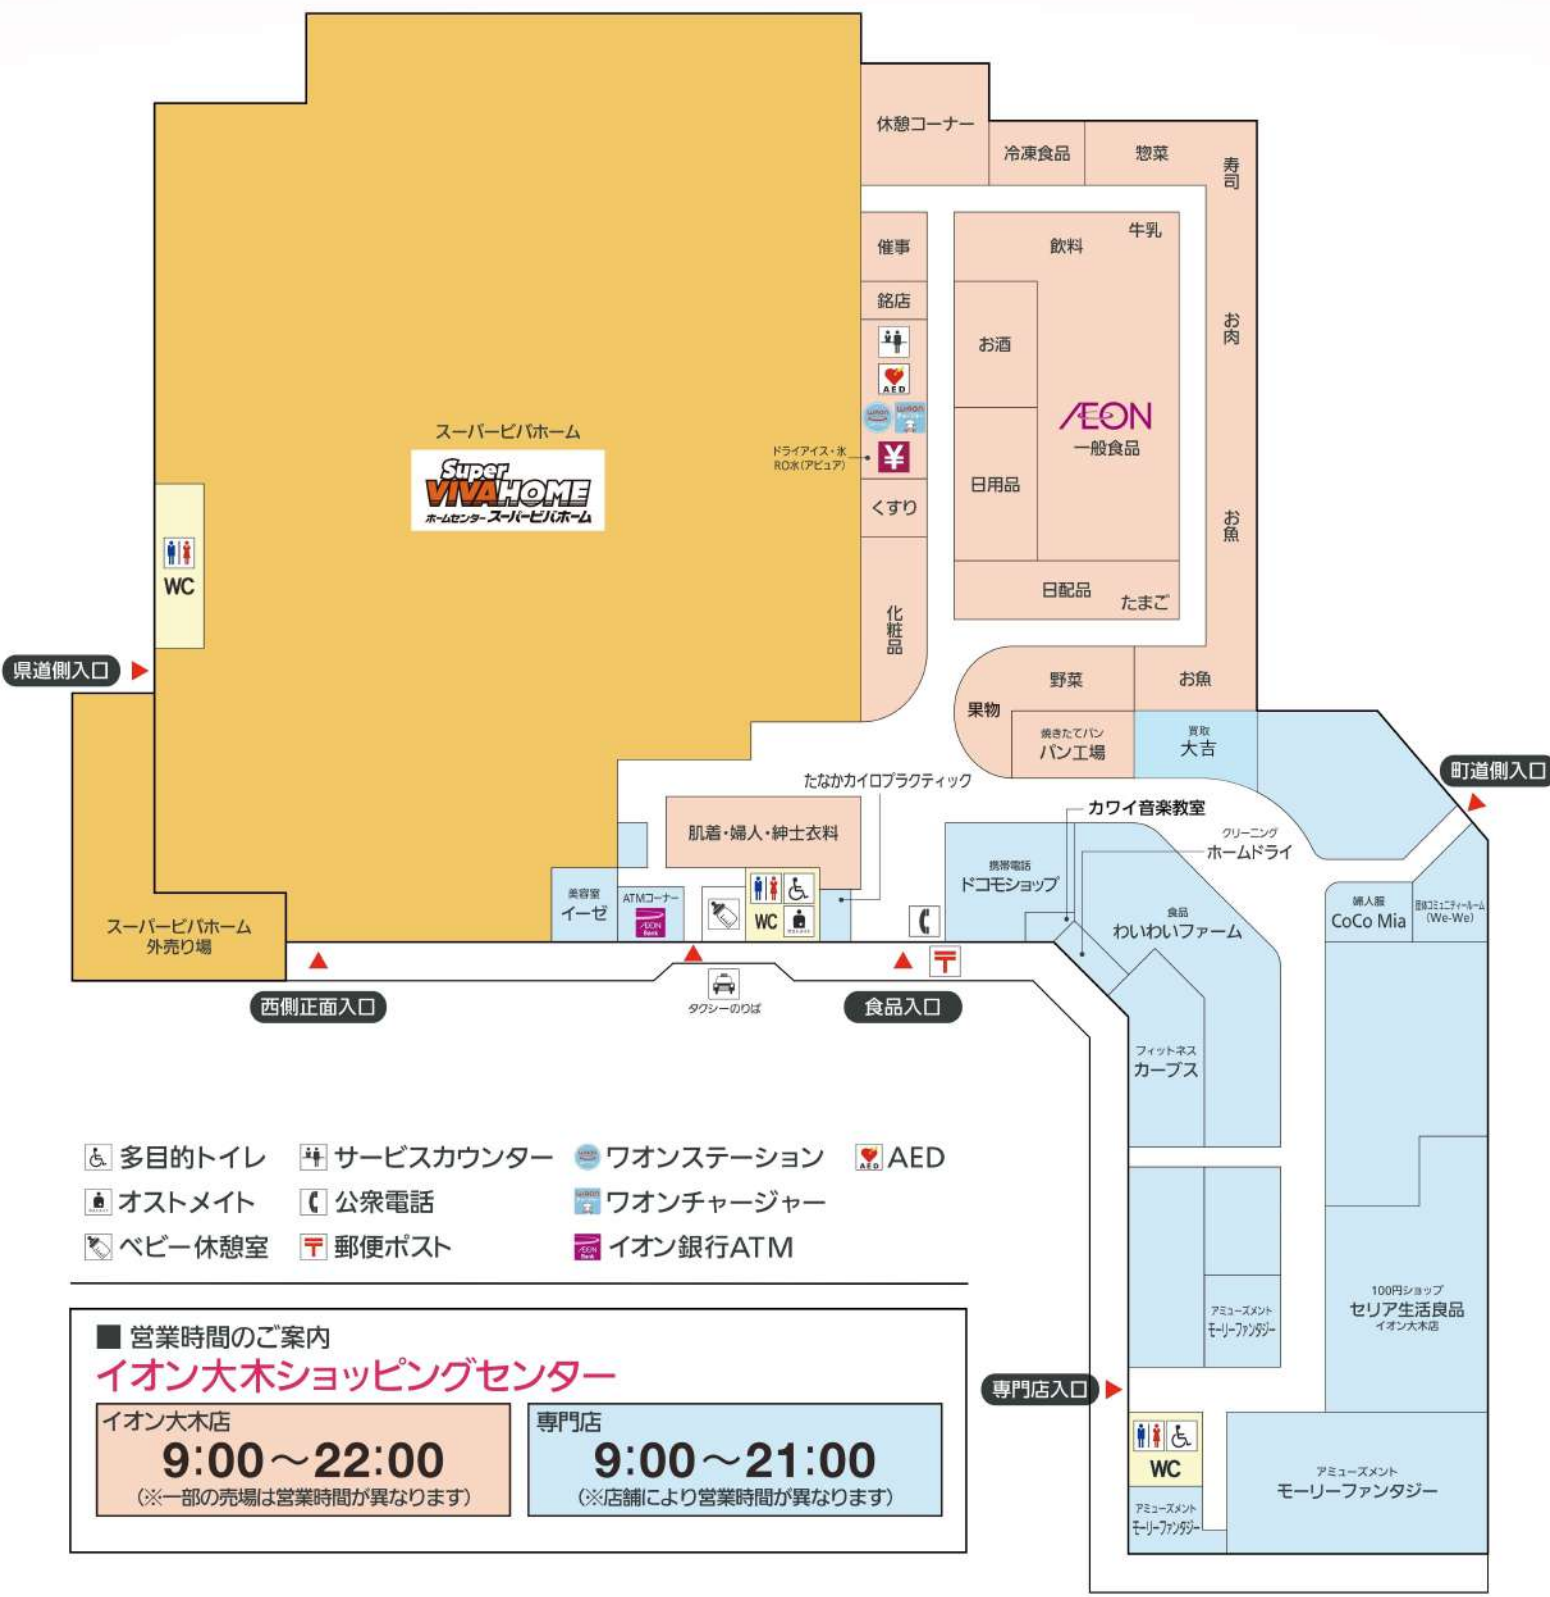 休憩コーナー
冷凍食品
惣菜
寿司
催事
飲料
牛乳
銘店
お酒
お肉
AED
WAON
WAON
AEON
一般食品
スーパービバホーム
Super
VIVAHOME
ホームセンター スーパービバホーム
ドライアイス・氷
RO水(アピュア)
¥
日用品
くすり
お魚
WC
日配品
たまご
化粧品
県道側入口
野菜
お魚
果物
焼きたてパン
パン工場
買取
大吉
町道側入口
たなかカイロプラクティック
カワイ音楽教室
肌着・婦人・紳士衣料
クリーニング
ホームドライ
携帯電話
ドコモショップ
美容室
イーゼ
ATMコーナー
AEON
Bank
WC
食品
わいわいファーム
婦人服
CoCo Mia
団体コミュニティールーム
(We-We)
スーパービバホーム
外売り場
西側正面入口
タクシーのりば
食品入口
フィットネス
カーブス
多目的トイレ
サービスカウンター
ワオンステーション
AED
オストメイト
公衆電話
ワオンチャージャー
ベビー休憩室
郵便ポスト
イオン銀行ATM
アミューズメント
モーリーファンタジー
100円ショップ
セリア生活良品
イオン大木店
専門店入口
WC
アミューズメント
モーリーファンタジー
アミューズメント
モーリーファンタジー
■ 営業時間のご案内
イオン大木ショッピングセンター
イオン大木店
9:00～22:00
(※一部の売場は営業時間が異なります)
専門店
9:00～21:00
(※店舗により営業時間が異なります)